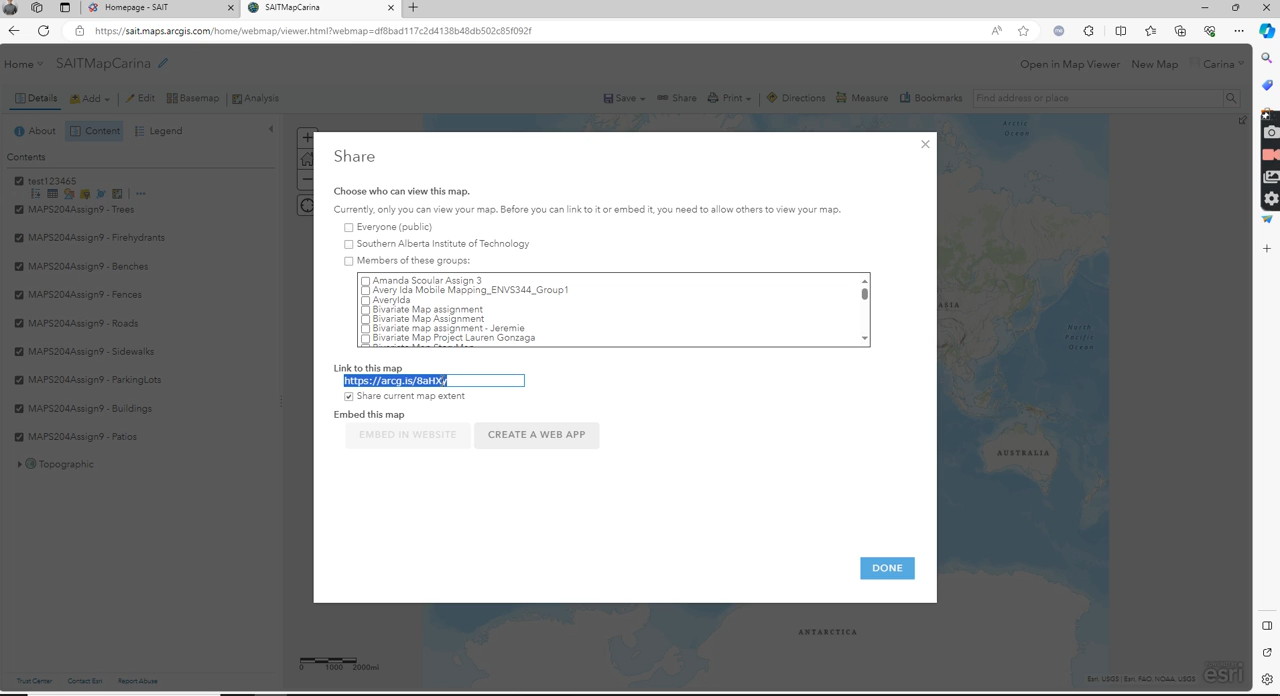 Homepage - SAIT
SAITMapCarina
https://sait.maps.arcgis.com/home/webmap/viewer.html?webmap=df8bad117c2d4138b48db502c85f092f
Home
SAITMapCarina
Open in Map Viewer
New Map
Carina
Details
Add
Edit
Basemap
Analysis
Save
Share
Print
Directions
Measure
Bookmarks
Find address or place
About
Content
Legend
Contents
test123465
MAPS204Assign9 - Trees
MAPS204Assign9 - Firehydrants
MAPS204Assign9 - Benches
MAPS204Assign9 - Fences
MAPS204Assign9 - Roads
MAPS204Assign9 - Sidewalks
MAPS204Assign9 - ParkingLots
MAPS204Assign9 - Buildings
MAPS204Assign9 - Patios
Topographic
Trust Center
Contact Esri
Report Abuse
Share
Choose who can view this map.
Currently, only you can view your map. Before you can link to it or embed it, you need to allow others to view your map.
Everyone (public)
Southern Alberta Institute of Technology
Members of these groups:
Amanda Scoular Assign 3
Avery Ida Mobile Mapping_ENVS344_Group1
AveryIda
Bivariate Map assignment
Bivariate Map Assignment
Bivariate map assignment - Jeremie
Bivariate Map Project Lauren Gonzaga
Link to this map
https://arcg.is/8aHXy
Share current map extent
Embed this map
EMBED IN WEBSITE
CREATE A WEB APP
DONE
Arctic
Ocean
ASIA
North
Pacific
Ocean
AUSTRALIA
ANTARCTICA
0 1000 2000mi
Esri, USGS | Esri, FAO, NOAA, USGS
esri